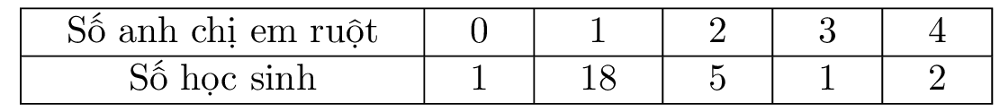 Số anh chị em ruột 0 1 2 3 4
Số học sinh 1 18 5 1 2